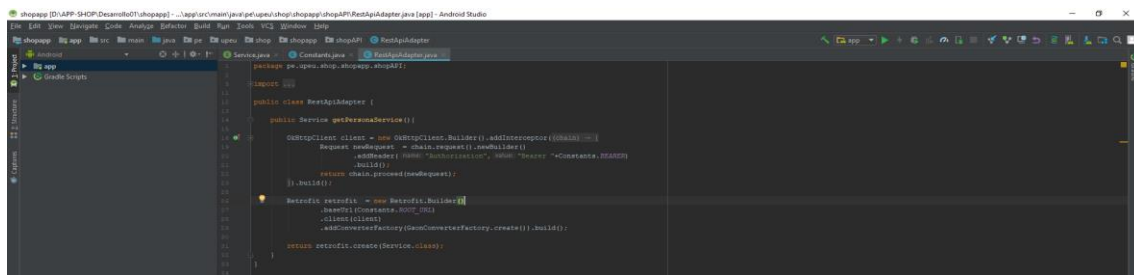 shopapp [D:\APP-SHOP\Desarrollo01\shopapp] - ...\app\src\main\java\pe\upeu\shop\shopapp\shopAPI\RestApiAdapter.java [app] - Android Studio
File Edit View Navigate Code Analyze Refactor Build Run Tools VCS Window Help
shopapp app src main java pe upeu shop shopapp shopAPI RestApiAdapter
app
Android
Service.java Constants.java RestApiAdapter.java
app
Gradle Scripts
1: Project
Structure
Captures
package pe.upeu.shop.shopapp.shopAPI;
import ...
public class RestApiAdapter {
public Service getPersonaService(){
OkHttpClient client = new OkHttpClient.Builder().addInterceptor((chain) → {
Request newRequest = chain.request().newBuilder()
.addHeader( name: "Authorization", value: "Bearer "+Constants.BEARER)
.build();
return chain.proceed(newRequest);
}).build();
Retrofit retrofit = new Retrofit.Builder()
.baseUrl(Constants.ROOT_URL)
.client(client)
.addConverterFactory(GsonConverterFactory.create()).build();
return retrofit.create(Service.class);
}
}